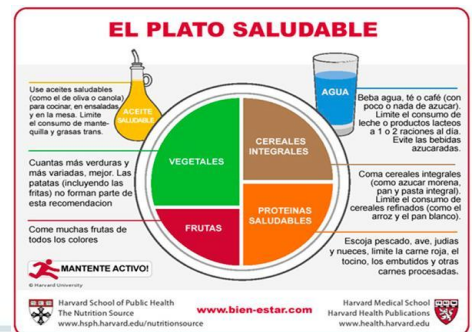 EL PLATO SALUDABLE
Use aceites saludables
(como el de oliva o canola)
para cocinar, en ensaladas,
y en la mesa. Limite
el consumo de mante-
quilla y grasas trans.
ACEITE
SALUDABLE
AGUA
Beba agua, té o café (con
poco o nada de azucar).
Limite el consumo de
leche o productos lacteos
a 1 o 2 raciones al día.
Evite las bebidas
azucaradas.
VEGETALES
CEREALES
INTEGRALES
Cuantas más verduras y
más variadas, mejor. Las
patatas (incluyendo las
fritas) no forman parte de
esta recomendacion
Coma cereales integrales
(como azucar morena,
pan y pasta integral).
Limite el consumo de
cereales refinados (como el
arroz y el pan blanco).
FRUTAS
PROTEINAS
SALUDABLES
Come muchas frutas de
todos los colores
Escoja pescado, ave, judias
y nueces, limite la carne roja, el
tocino, los embutidos y otras
carnes procesadas.
MANTENTE ACTIVO!
© Harvard University
Harvard School of Public Health
The Nutrition Source
www.hsph.harvard.edu/nutritionsource
www.bien-estar.com
Harvard Medical School
Harvard Health Publications
www.health.harvard.edu